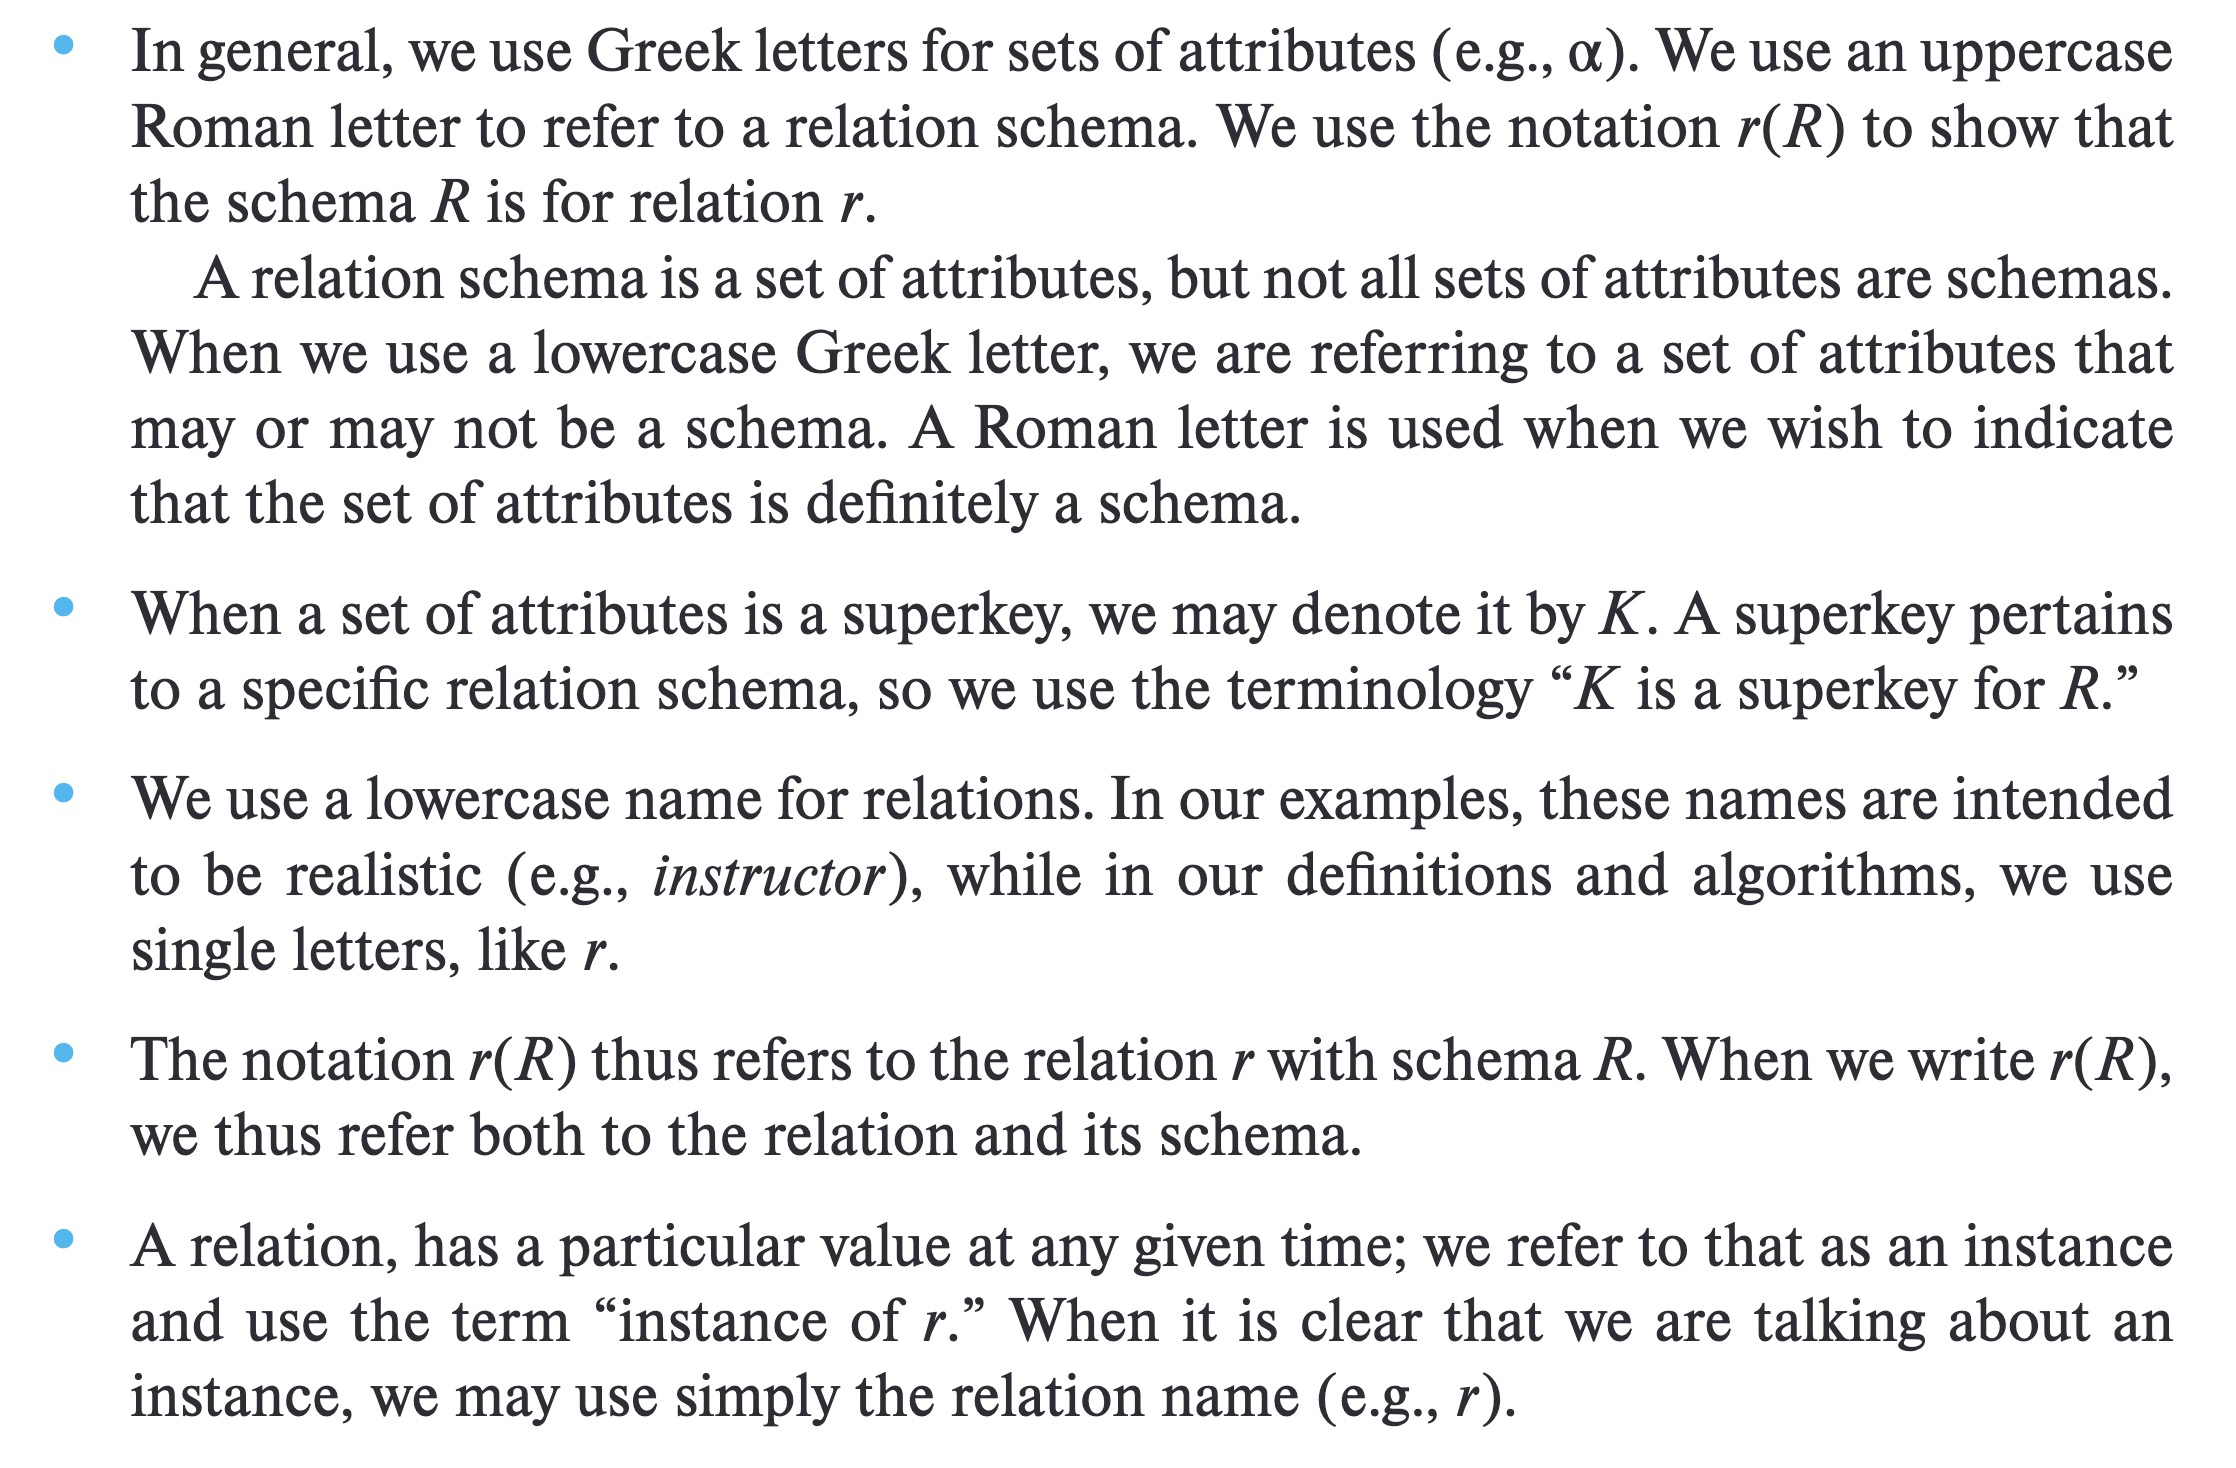 • In general, we use Greek letters for sets of attributes (e.g., α). We use an uppercase
Roman letter to refer to a relation schema. We use the notation r(R) to show that
the schema R is for relation r.
A relation schema is a set of attributes, but not all sets of attributes are schemas.
When we use a lowercase Greek letter, we are referring to a set of attributes that
may or may not be a schema. A Roman letter is used when we wish to indicate
that the set of attributes is definitely a schema.
• When a set of attributes is a superkey, we may denote it by K. A superkey pertains
to a specific relation schema, so we use the terminology “K is a superkey for R.”
• We use a lowercase name for relations. In our examples, these names are intended
to be realistic (e.g., instructor), while in our definitions and algorithms, we use
single letters, like r.
• The notation r(R) thus refers to the relation r with schema R. When we write r(R),
we thus refer both to the relation and its schema.
• A relation, has a particular value at any given time; we refer to that as an instance
and use the term “instance of r.” When it is clear that we are talking about an
instance, we may use simply the relation name (e.g., r).